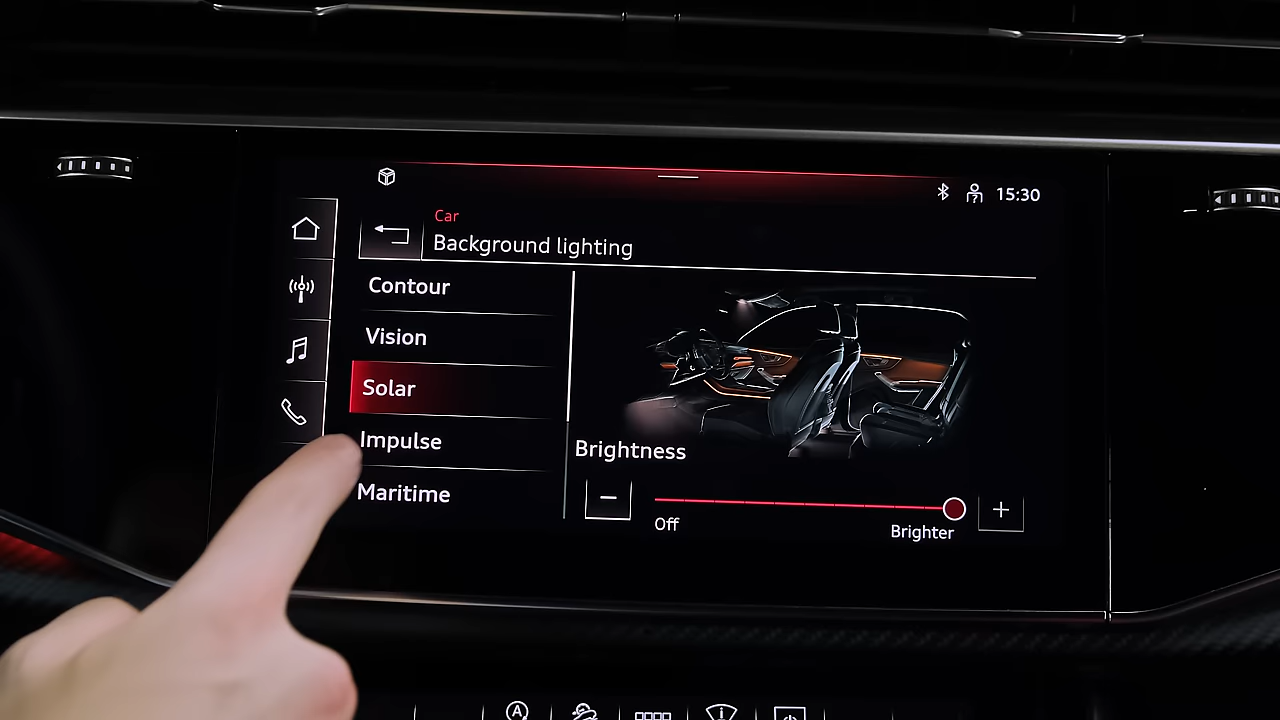 15:30
Car
Background lighting
Contour
Vision
Solar
Impulse
Maritime
Brightness
Off
Brighter
A